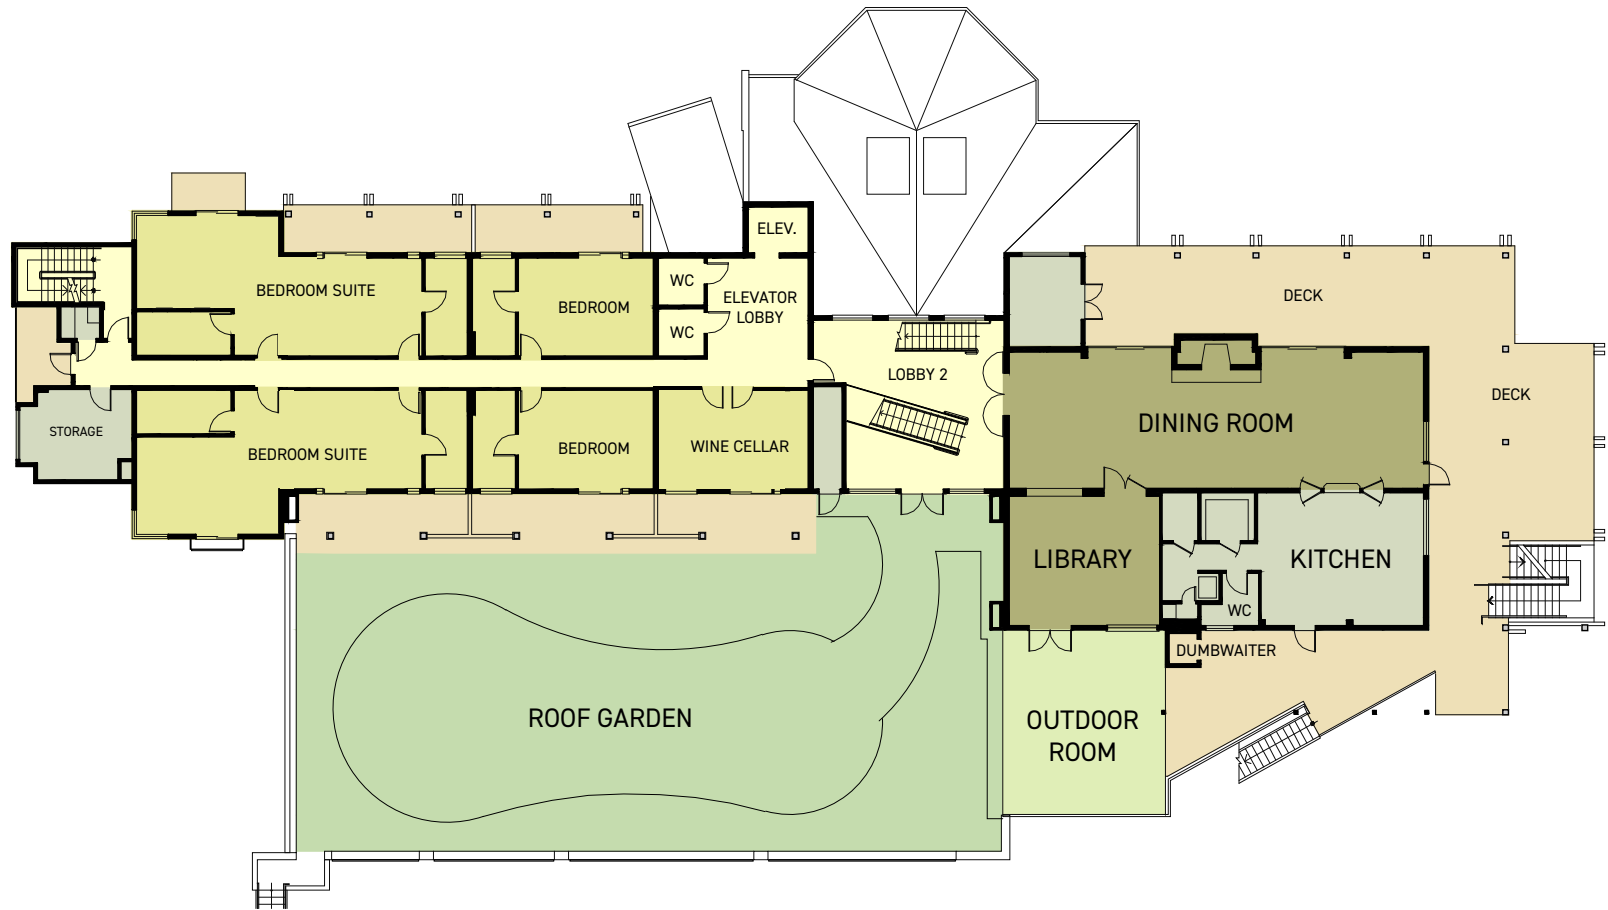 ELEV.
WC
BEDROOM SUITE
BEDROOM
ELEVATOR
LOBBY
DECK
WC
LOBBY 2
DECK
DINING ROOM
STORAGE
BEDROOM SUITE
BEDROOM
WINE CELLAR
LIBRARY
KITCHEN
WC
DUMBWAITER
ROOF GARDEN
OUTDOOR
ROOM